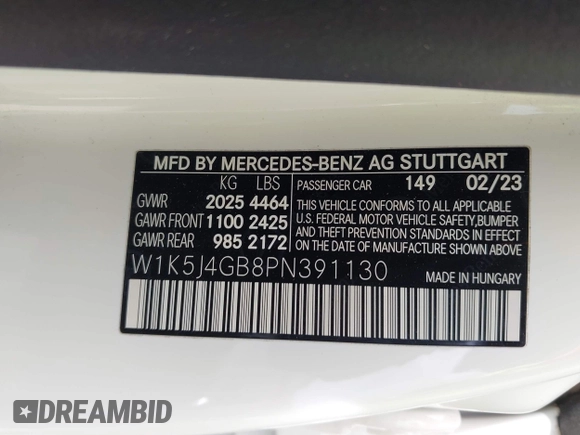 MFD BY MERCEDES-BENZ AG STUTTGART
KG LBS
GVWR 2025 4464
GAWR FRONT 1100 2425
GAWR REAR 985 2172
PASSENGER CAR 149 02/23
THIS VEHICLE CONFORMS TO ALL APPLICABLE
U.S. FEDERAL MOTOR VEHICLE SAFETY, BUMPER
AND THEFT PREVENTION STANDARDS IN EFFECT
ON THE DATE OF MANUFACTURE SHOWN ABOVE.
W1K5J4GB8PN391130
MADE IN HUNGARY
DREAMBID